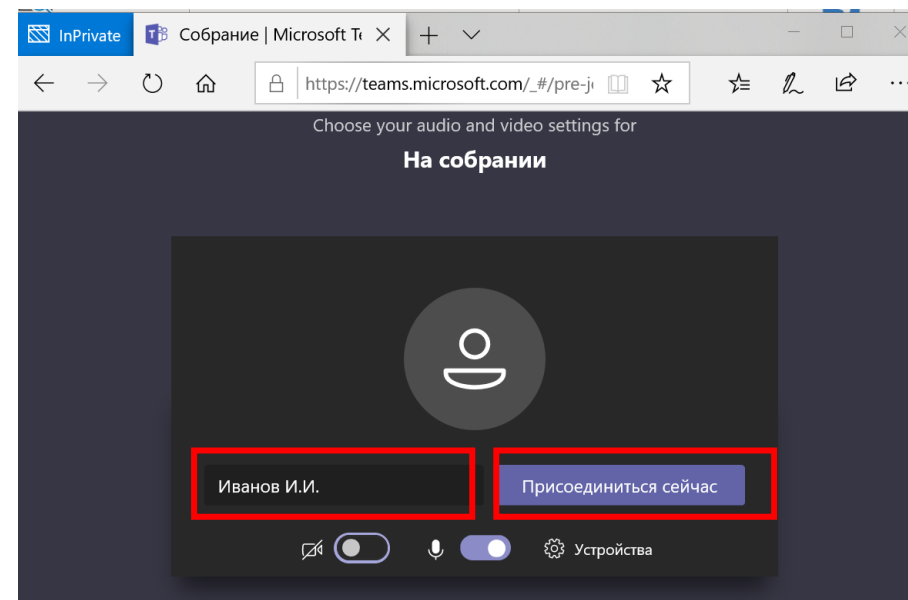 InPrivate
Собрание | Microsoft Te
https://teams.microsoft.com/_#/pre-j
Choose your audio and video settings for
На собрании
Иванов И.И.
Присоединиться сейчас
Устройства